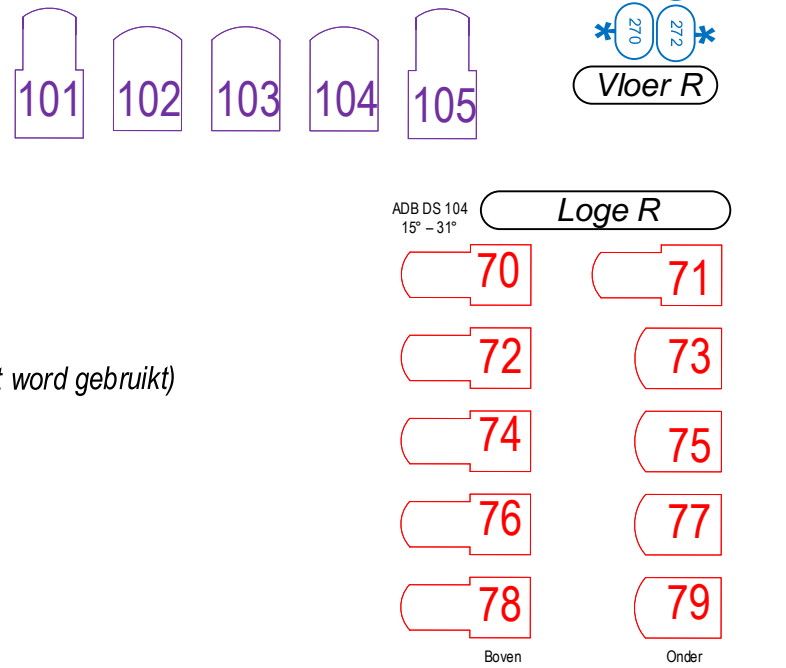 270 272
Vloer R
101 102 103 104 105
ADB DS 104
15° – 31°
Loge R
70 71
72 73
t word gebruikt)
74 75
76 77
78 79
Boven Onder